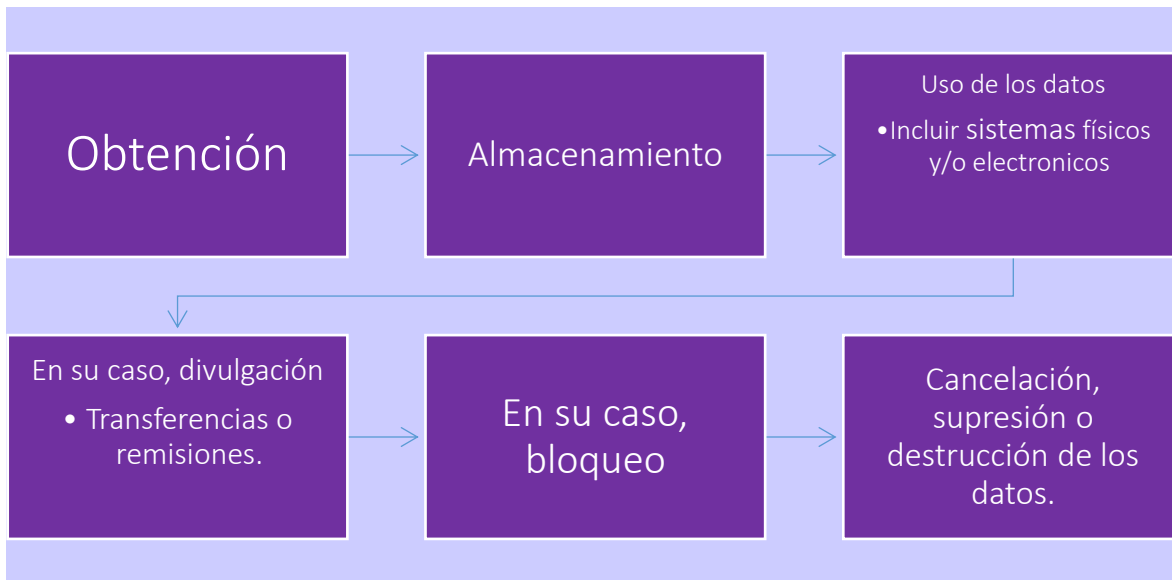 Obtención
Almacenamiento
Uso de los datos
•Incluir sistemas físicos
y/o electronicos
En su caso, divulgación
• Transferencias o
remisiones.
En su caso,
bloqueo
Cancelación,
supresión o
destrucción de los
datos.